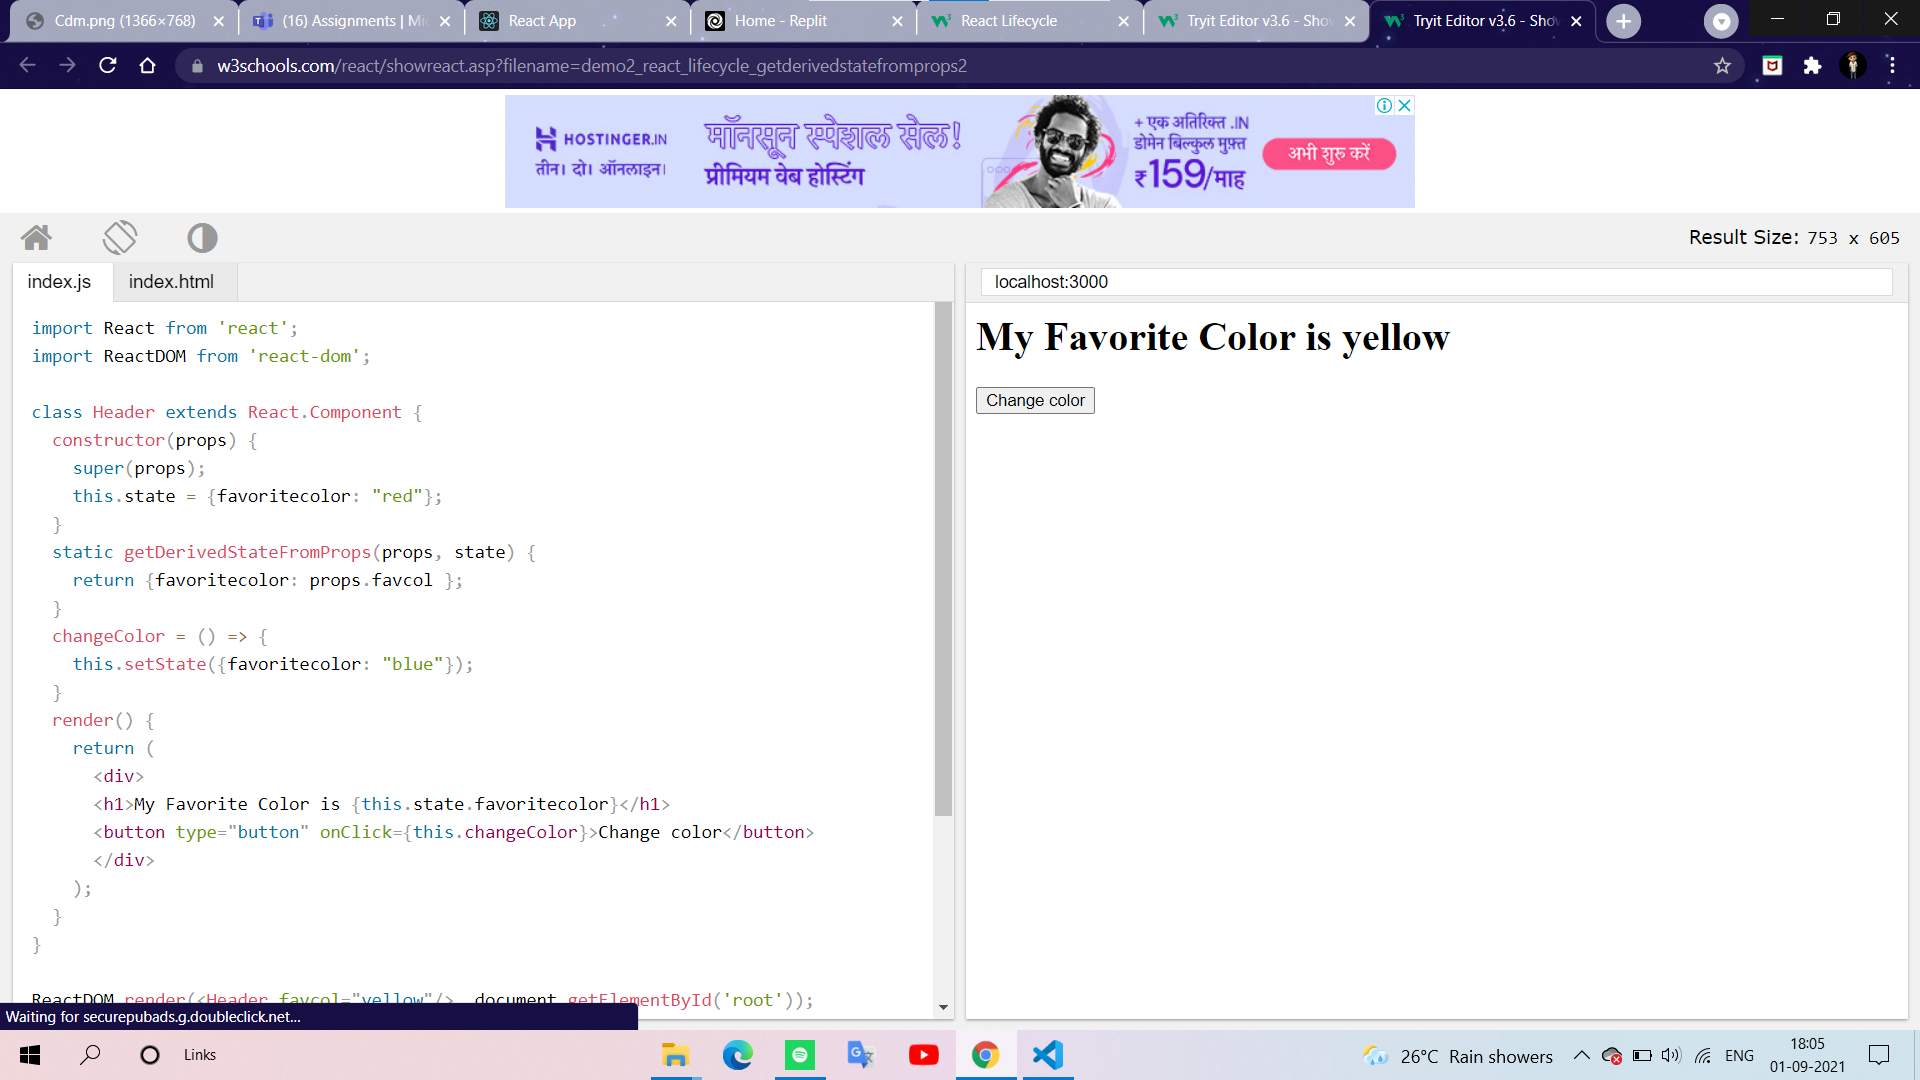 Cdm.png (1366×768)
(16) Assignments | Mi
React App
Home - Replit
React Lifecycle
Tryit Editor v3.6 - Sho
Tryit Editor v3.6 - Sho
w3schools.com/react/showreact.asp?filename=demo2_react_lifecycle_getderivedstatefromprops2
HOSTINGER.IN
तीन। दो। ऑनलाइन।
मॉनसून स्पेशल सेल!
प्रीमियम वेब होस्टिंग
+ एक अतिरिक्त .IN
डोमेन बिल्कुल मुफ़्त
₹159/माह
अभी शुरू करें
Result Size: 753 x 605
index.js
index.html
localhost:3000
import React from 'react';
import ReactDOM from 'react-dom';
class Header extends React.Component {
constructor(props) {
super(props);
this.state = {favoritecolor: "red"};
}
static getDerivedStateFromProps(props, state) {
return {favoritecolor: props.favcol };
}
changeColor = () => {
this.setState({favoritecolor: "blue"});
}
render() {
return (
<div>
<h1>My Favorite Color is {this.state.favoritecolor}</h1>
<button type="button" onClick={this.changeColor}>Change color</button>
</div>
);
}
}
ReactDOM.render(<Header favcol="yellow"/>, document.getElementById('root'));
My Favorite Color is yellow
Change color
Waiting for securepubads.g.doubleclick.net...
Links
26°C Rain showers
ENG
18:05
01-09-2021